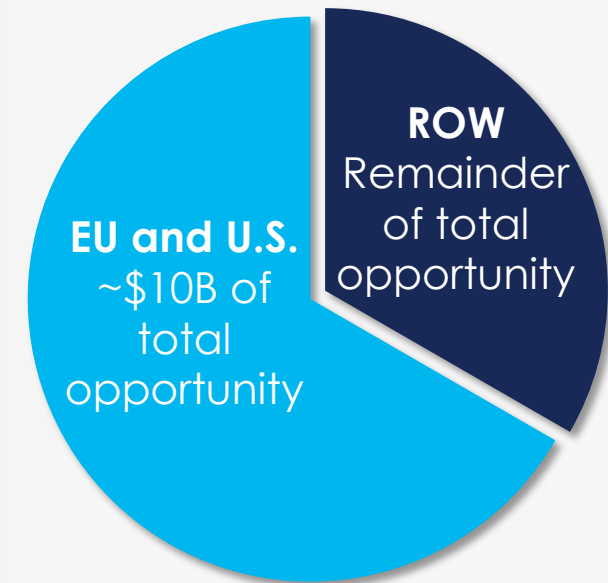 ROW
Remainder
of total
opportunity
EU and U.S.
~$10B of
total
opportunity